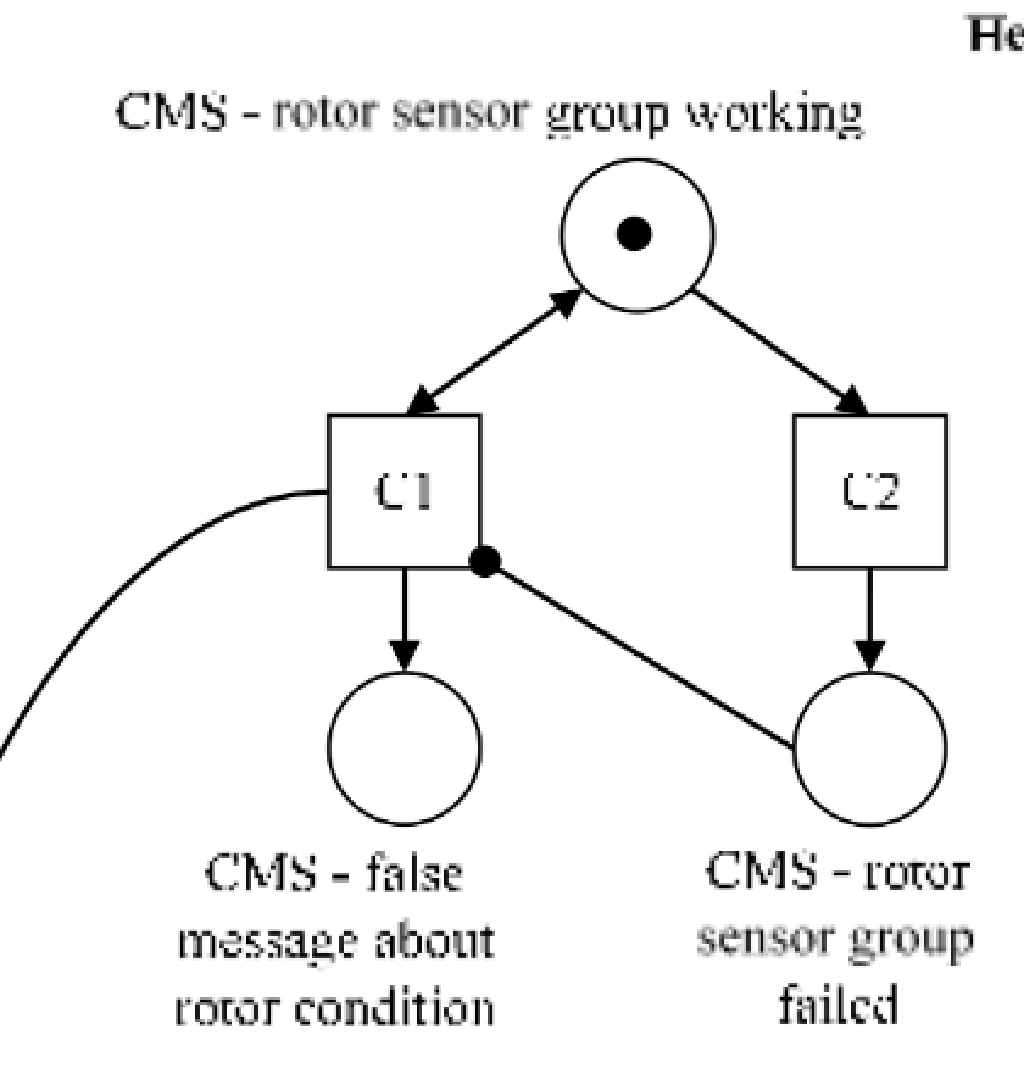 He
CMS - rotor sensor group working
C1
C2
CMS - false
message about
rotor condition
CMS - rotor
sensor group
failed